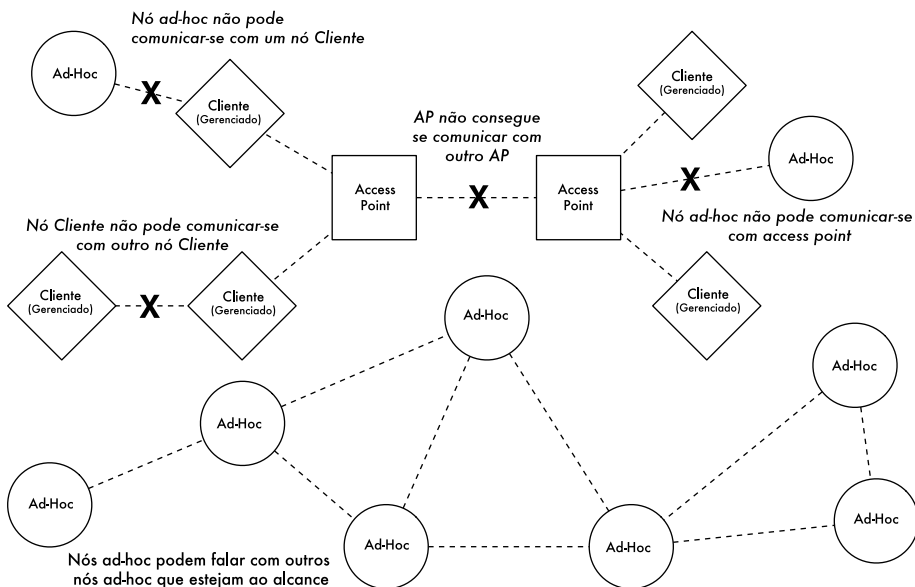 Nó ad-hoc não pode
comunicar-se com um nó Cliente
Ad-Hoc
X
Cliente
(Gerenciado)
AP não consegue
se comunicar com
outro AP
Cliente
(Gerenciado)
Access
Point
X
Access
Point
X
Ad-Hoc
Nó Cliente não pode comunicar-se
com outro nó Cliente
Nó ad-hoc não pode comunicar-se
com access point
Cliente
(Gerenciado)
X
Cliente
(Gerenciado)
Cliente
(Gerenciado)
Ad-Hoc
Ad-Hoc
Ad-Hoc
Ad-Hoc
Ad-Hoc
Ad-Hoc
Ad-Hoc
Nós ad-hoc podem falar com outros
nós ad-hoc que estejam ao alcance